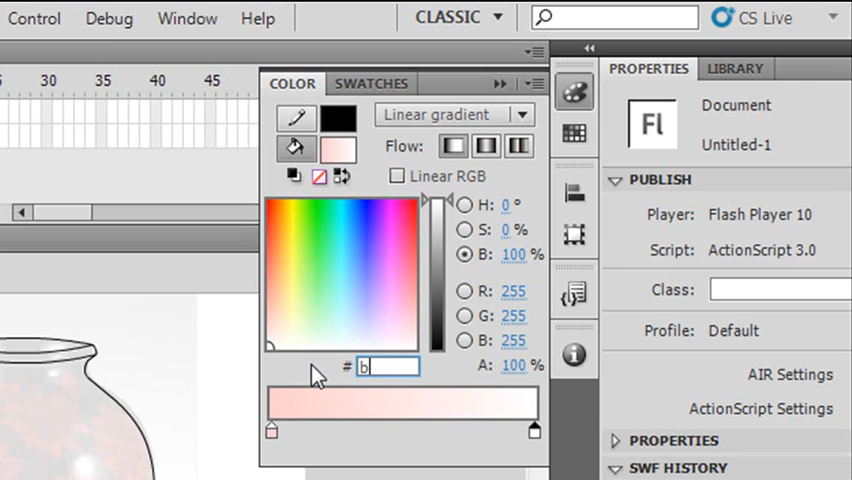 Control Debug Window Help CLASSIC CS Live
30 35 40 45
COLOR SWATCHES
Linear gradient
Flow:
Linear RGB
H: 0 °
S: 0 %
B: 100 %
R: 255
G: 255
B: 255
# b
A: 100 %
PROPERTIES LIBRARY
Fl
Document
Untitled-1
PUBLISH
Player: Flash Player 10
Script: ActionScript 3.0
Class:
Profile: Default
AIR Settings
ActionScript Settings
PROPERTIES
SWF HISTORY